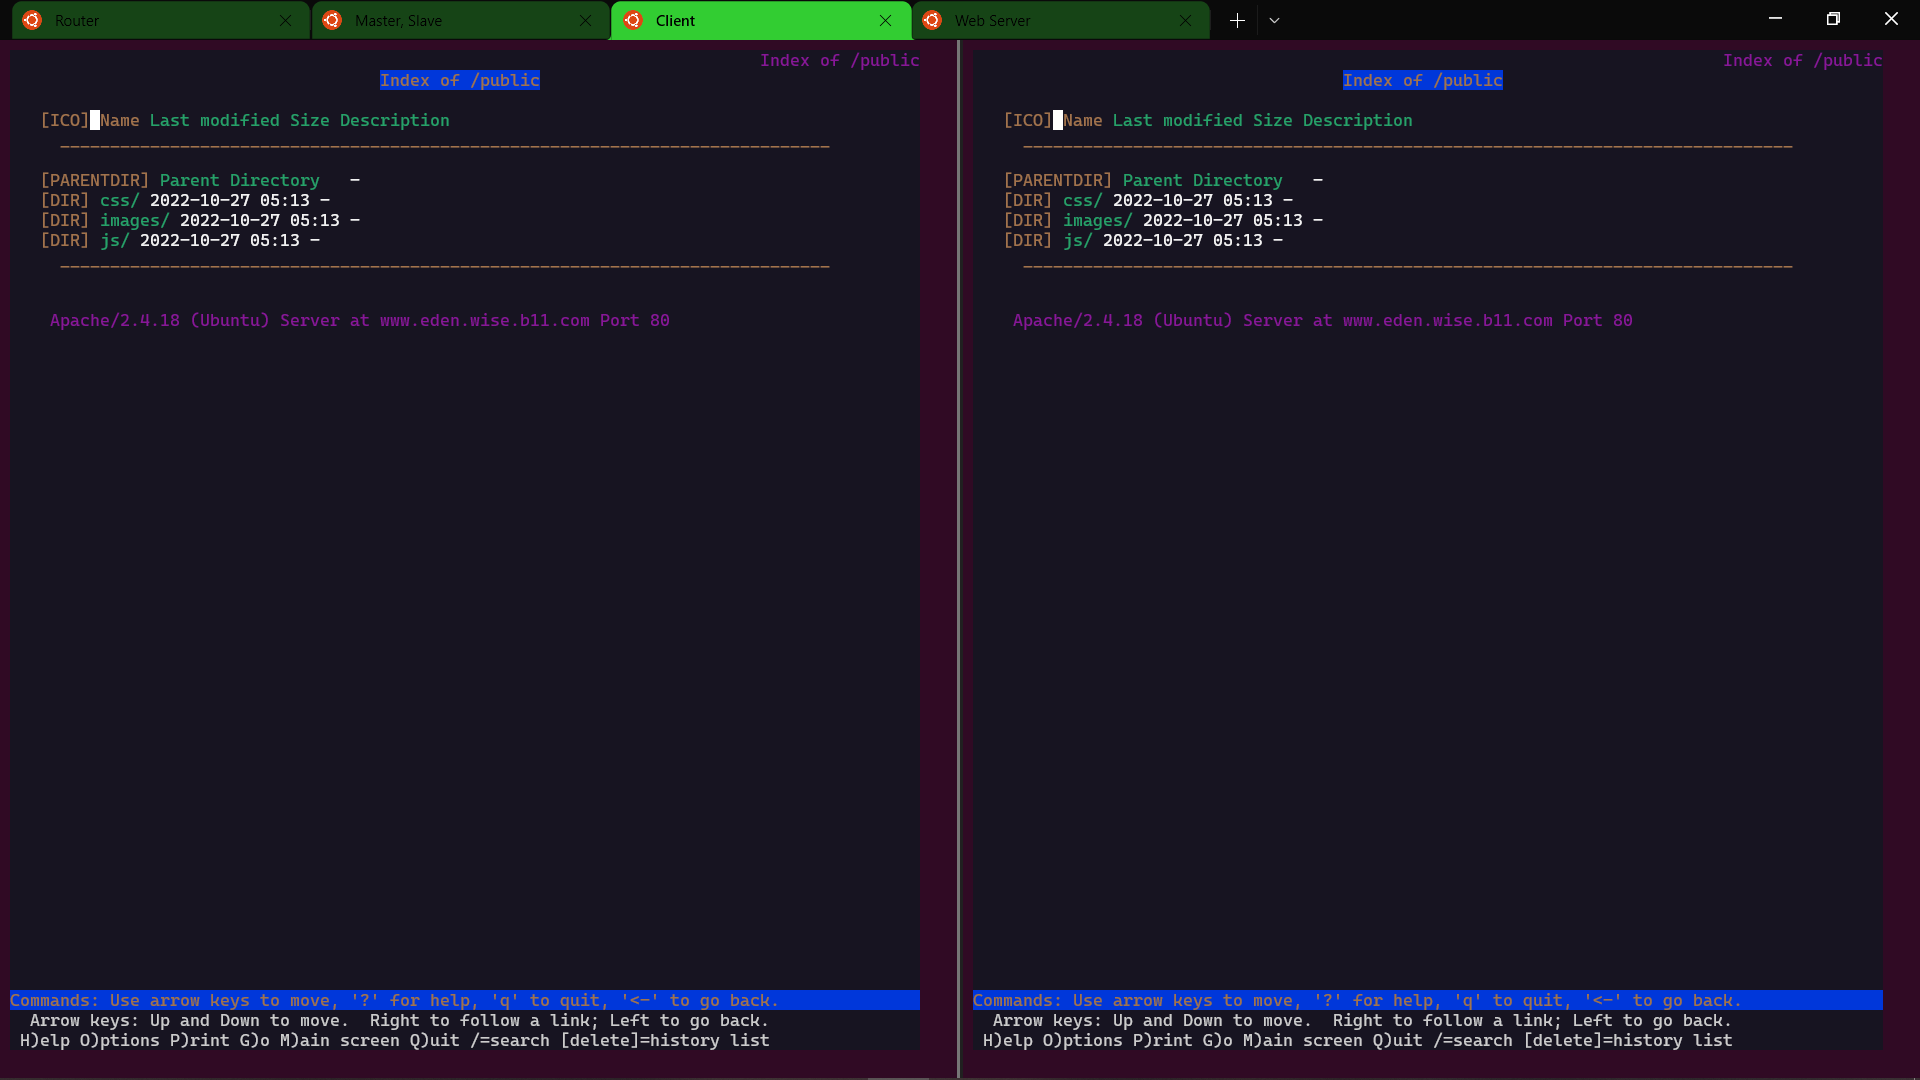 Router
Master, Slave
Client
Web Server
Index of /public
Index of /public
[ICO] Name Last modified Size Description
[PARENTDIR] Parent Directory   -
[DIR] css/ 2022-10-27 05:13 -
[DIR] images/ 2022-10-27 05:13 -
[DIR] js/ 2022-10-27 05:13 -
Apache/2.4.18 (Ubuntu) Server at www.eden.wise.b11.com Port 80
Commands: Use arrow keys to move, '?' for help, 'q' to quit, '<-' to go back.
Arrow keys: Up and Down to move.  Right to follow a link; Left to go back.
H)elp O)ptions P)rint G)o M)ain screen Q)uit /=search [delete]=history list
Index of /public
Index of /public
[ICO] Name Last modified Size Description
[PARENTDIR] Parent Directory   -
[DIR] css/ 2022-10-27 05:13 -
[DIR] images/ 2022-10-27 05:13 -
[DIR] js/ 2022-10-27 05:13 -
Apache/2.4.18 (Ubuntu) Server at www.eden.wise.b11.com Port 80
Commands: Use arrow keys to move, '?' for help, 'q' to quit, '<-' to go back.
Arrow keys: Up and Down to move.  Right to follow a link; Left to go back.
H)elp O)ptions P)rint G)o M)ain screen Q)uit /=search [delete]=history list